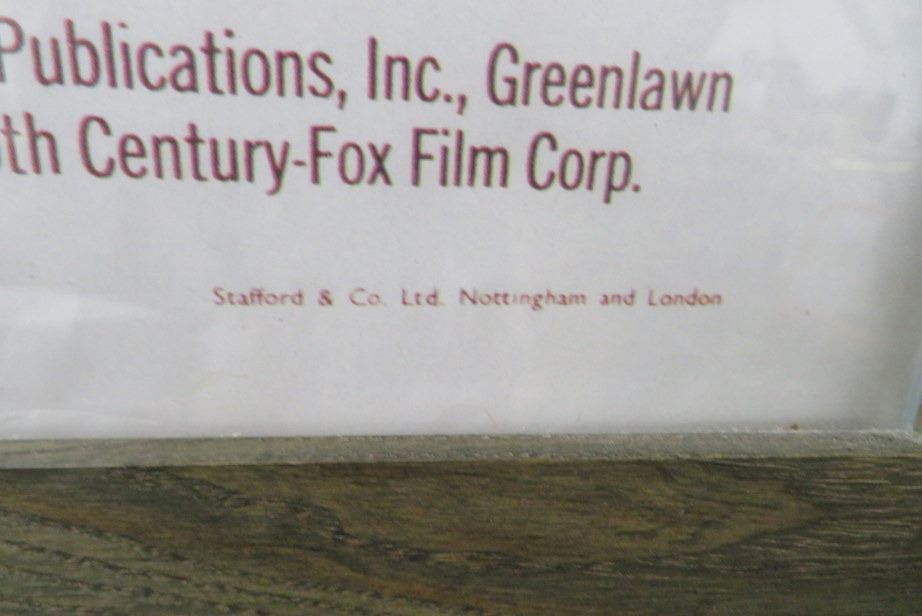 Publications, Inc., Greenlawn
th Century-Fox Film Corp.
Stafford & Co. Ltd. Nottingham and London